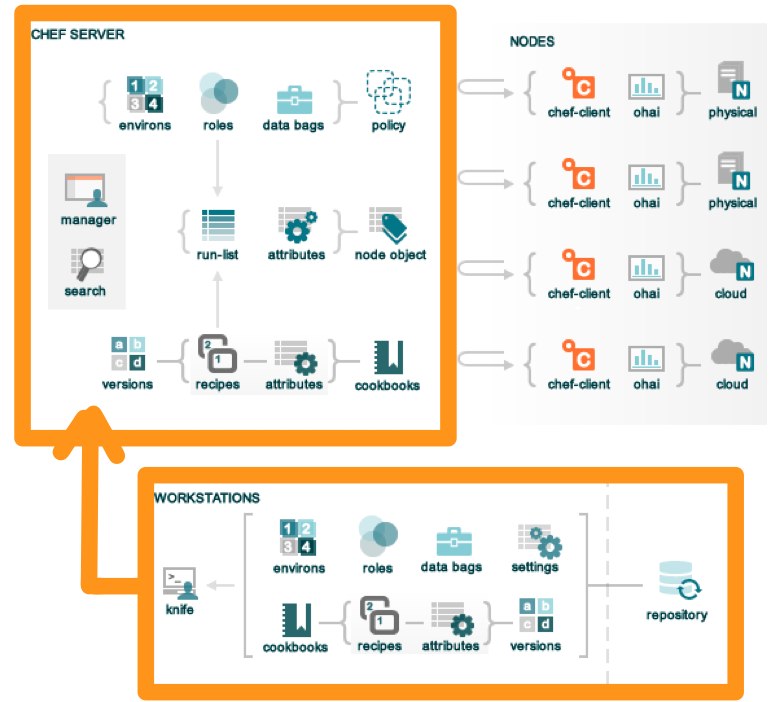 CHEF SERVER
1 2
3 4
environs
roles
data bags
policy
manager
search
run-list
attributes
node object
a b
c d
versions
2
1
recipes
attributes
cookbooks
NODES
C
chef-client
ohai
N
physical
C
chef-client
ohai
N
physical
C
chef-client
ohai
N
cloud
C
chef-client
ohai
N
cloud
WORKSTATIONS
>_
knife
1 2
3 4
environs
roles
data bags
settings
cookbooks
2
1
recipes
attributes
a b
c d
versions
repository